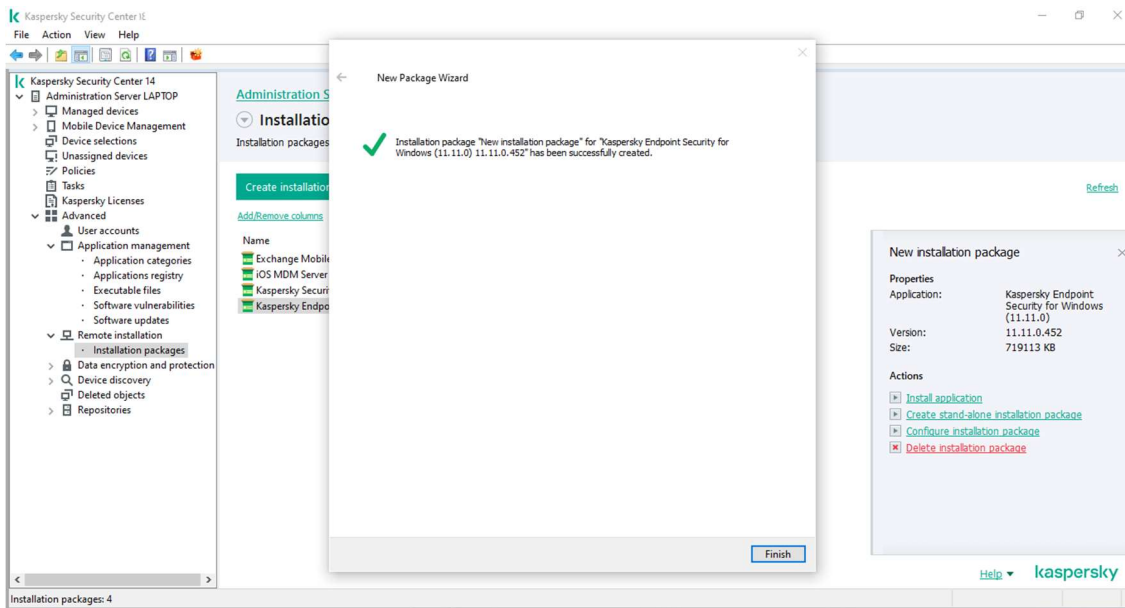 Kaspersky Security Center
File Action View Help
Kaspersky Security Center 14
Administration Server LAPTOP
Managed devices
Mobile Device Management
Device selections
Unassigned devices
Policies
Tasks
Kaspersky Licenses
Advanced
User accounts
Application management
Application categories
Applications registry
Executable files
Software vulnerabilities
Software updates
Remote installation
Installation packages
Data encryption and protection
Device discovery
Deleted objects
Repositories
Administration S
Installatio
Installation packages
Create installation
Add/Remove columns
Name
Exchange Mobile
iOS MDM Server
Kaspersky Securi
Kaspersky Endpo
New Package Wizard
Installation package "New installation package" for "Kaspersky Endpoint Security for
Windows (11.11.0) 11.11.0.452" has been successfully created.
Finish
Refresh
New installation package
Properties
Application: Kaspersky Endpoint
Security for Windows
(11.11.0)
Version: 11.11.0.452
Size: 719113 KB
Actions
Install application
Create stand-alone installation package
Configure installation package
Delete installation package
Help
kaspersky
Installation packages: 4